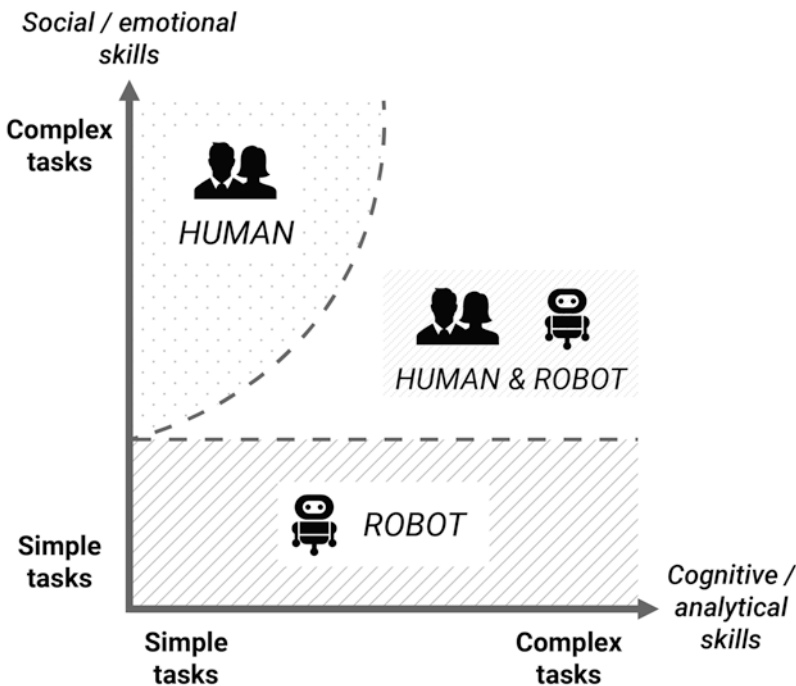 Social / emotional
skills
Complex
tasks
HUMAN
HUMAN & ROBOT
ROBOT
Simple
tasks
Cognitive /
analytical
skills
Simple
tasks
Complex
tasks